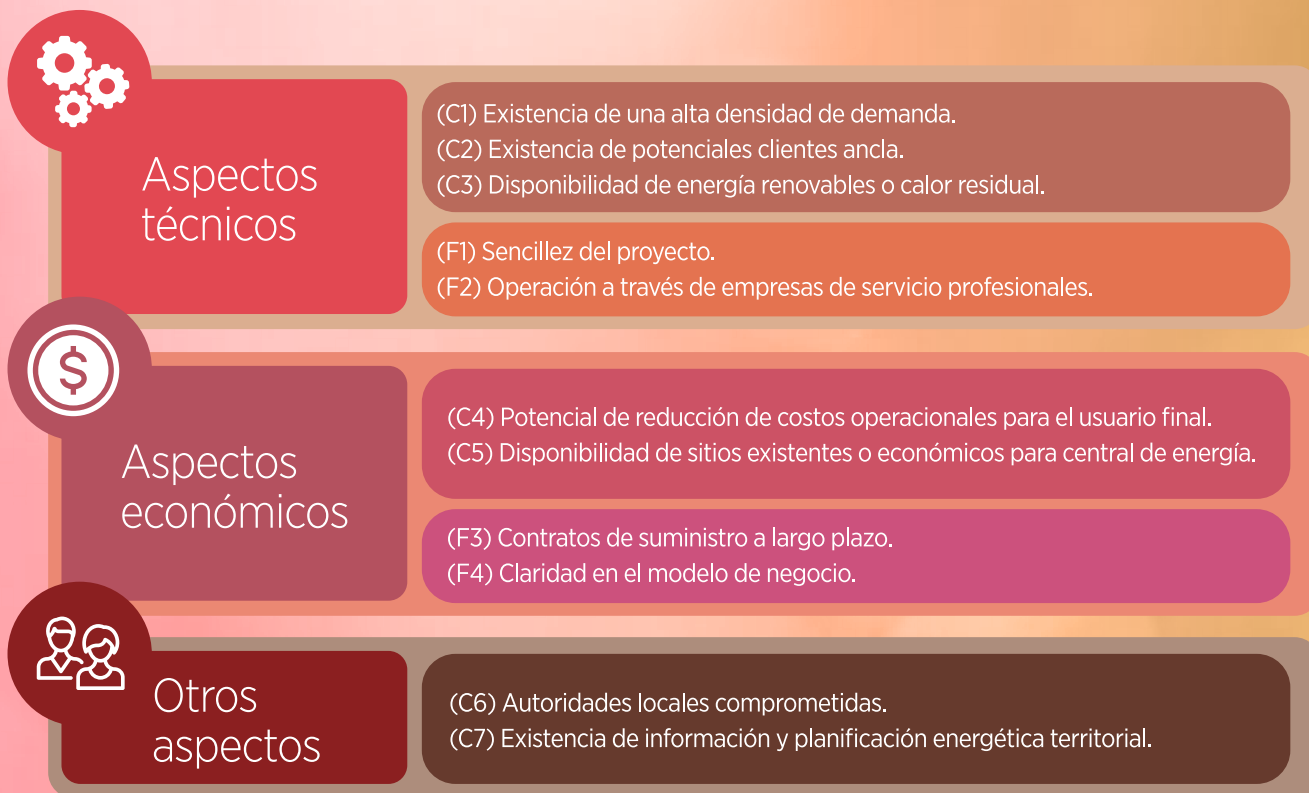 Aspectos
técnicos
(C1) Existencia de una alta densidad de demanda.
(C2) Existencia de potenciales clientes ancla.
(C3) Disponibilidad de energía renovables o calor residual.
(F1) Sencillez del proyecto.
(F2) Operación a través de empresas de servicio profesionales.
$
Aspectos
económicos
(C4) Potencial de reducción de costos operacionales para el usuario final.
(C5) Disponibilidad de sitios existentes o económicos para central de energía.
(F3) Contratos de suministro a largo plazo.
(F4) Claridad en el modelo de negocio.
Otros
aspectos
(C6) Autoridades locales comprometidas.
(C7) Existencia de información y planificación energética territorial.